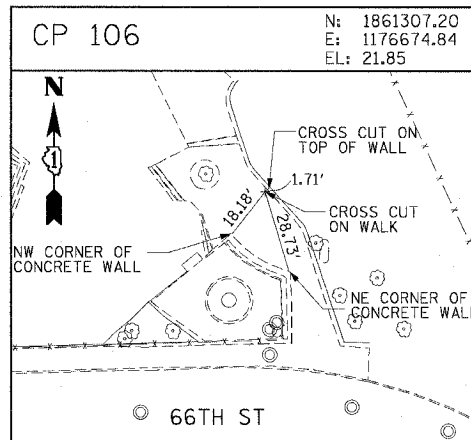 CP 106
N: 1861307.20
E: 1176674.84
EL: 21.85
N
1
CROSS CUT ON
TOP OF WALL
1.71'
18.18'
CROSS CUT
ON WALK
28.73'
NW CORNER OF
CONCRETE WALL
NE CORNER OF
CONCRETE WALL
66TH ST